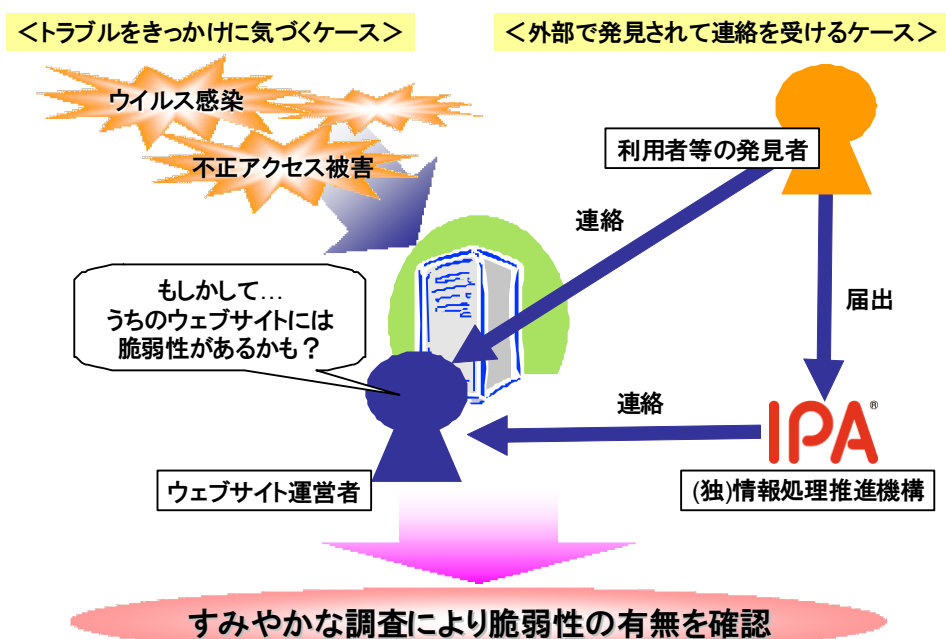 ＜トラブルをきっかけに気づくケース＞
＜外部で発見されて連絡を受けるケース＞
ウイルス感染
不正アクセス被害
利用者等の発見者
連絡
もしかして…
うちのウェブサイトには
脆弱性があるかも？
届出
連絡
IPA®
ウェブサイト運営者
(独)情報処理推進機構
すみやかな調査により脆弱性の有無を確認